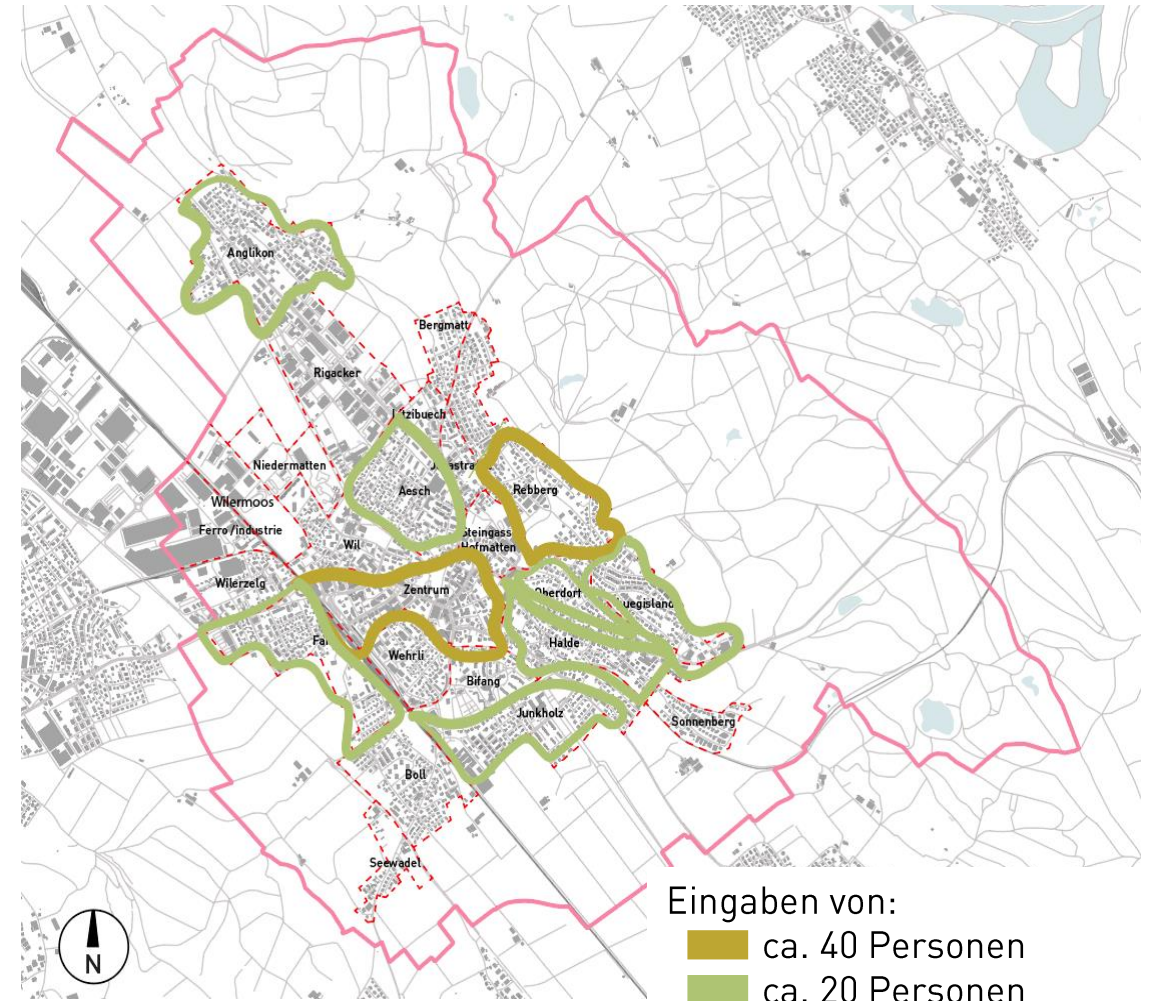 Anglikon
Bergmatt
Rigacker
Niedermatten
Aesch
Rebberg
Wilermoos
Ferro/industrie
Wil
Hofmatten
Wilerzelg
Zentrum
Oberdorf
Halde
Wehrli
Bifang
Junkholz
Sonnenberg
Boll
Seewadel
N
Eingaben von:
ca. 40 Personen
ca. 20 Personen